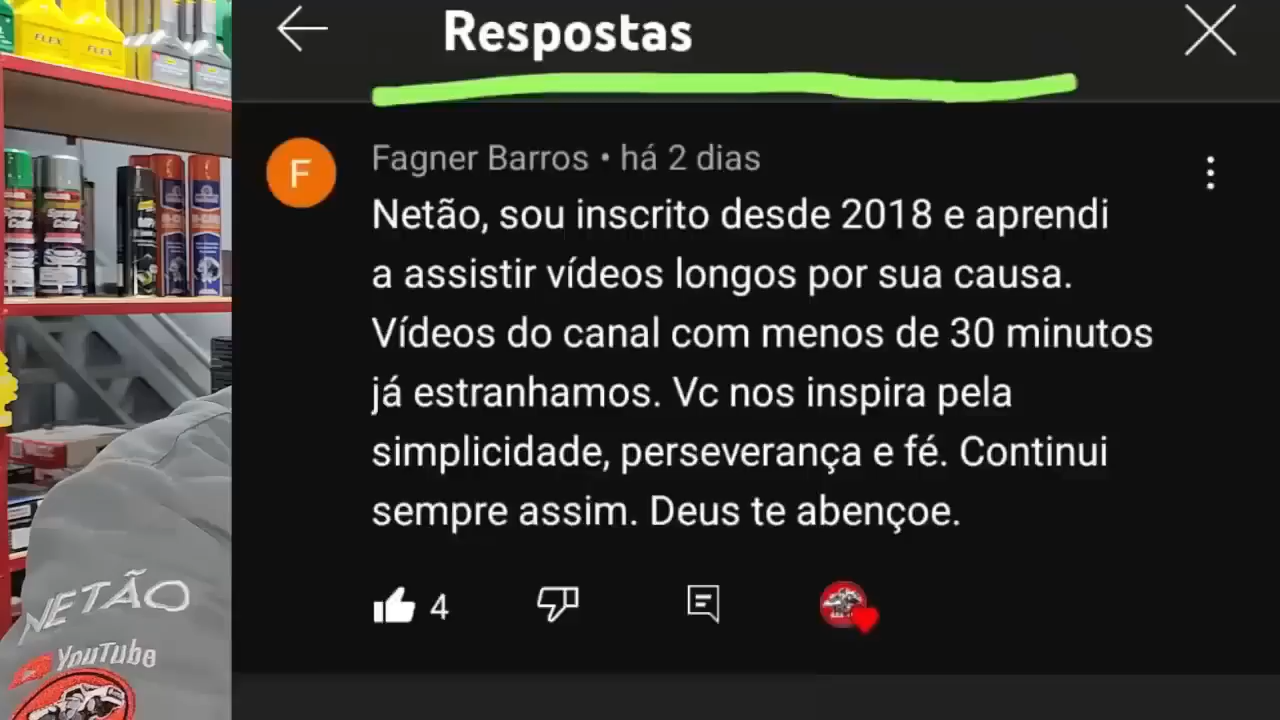 Respostas
F
Fagner Barros • há 2 dias
Netão, sou inscrito desde 2018 e aprendi
a assistir vídeos longos por sua causa.
Vídeos do canal com menos de 30 minutos
já estranhamos. Vc nos inspira pela
simplicidade, perseverança e fé. Continui
sempre assim. Deus te abençoe.
4
FLEX
FLEX
NETÃO
YouTube